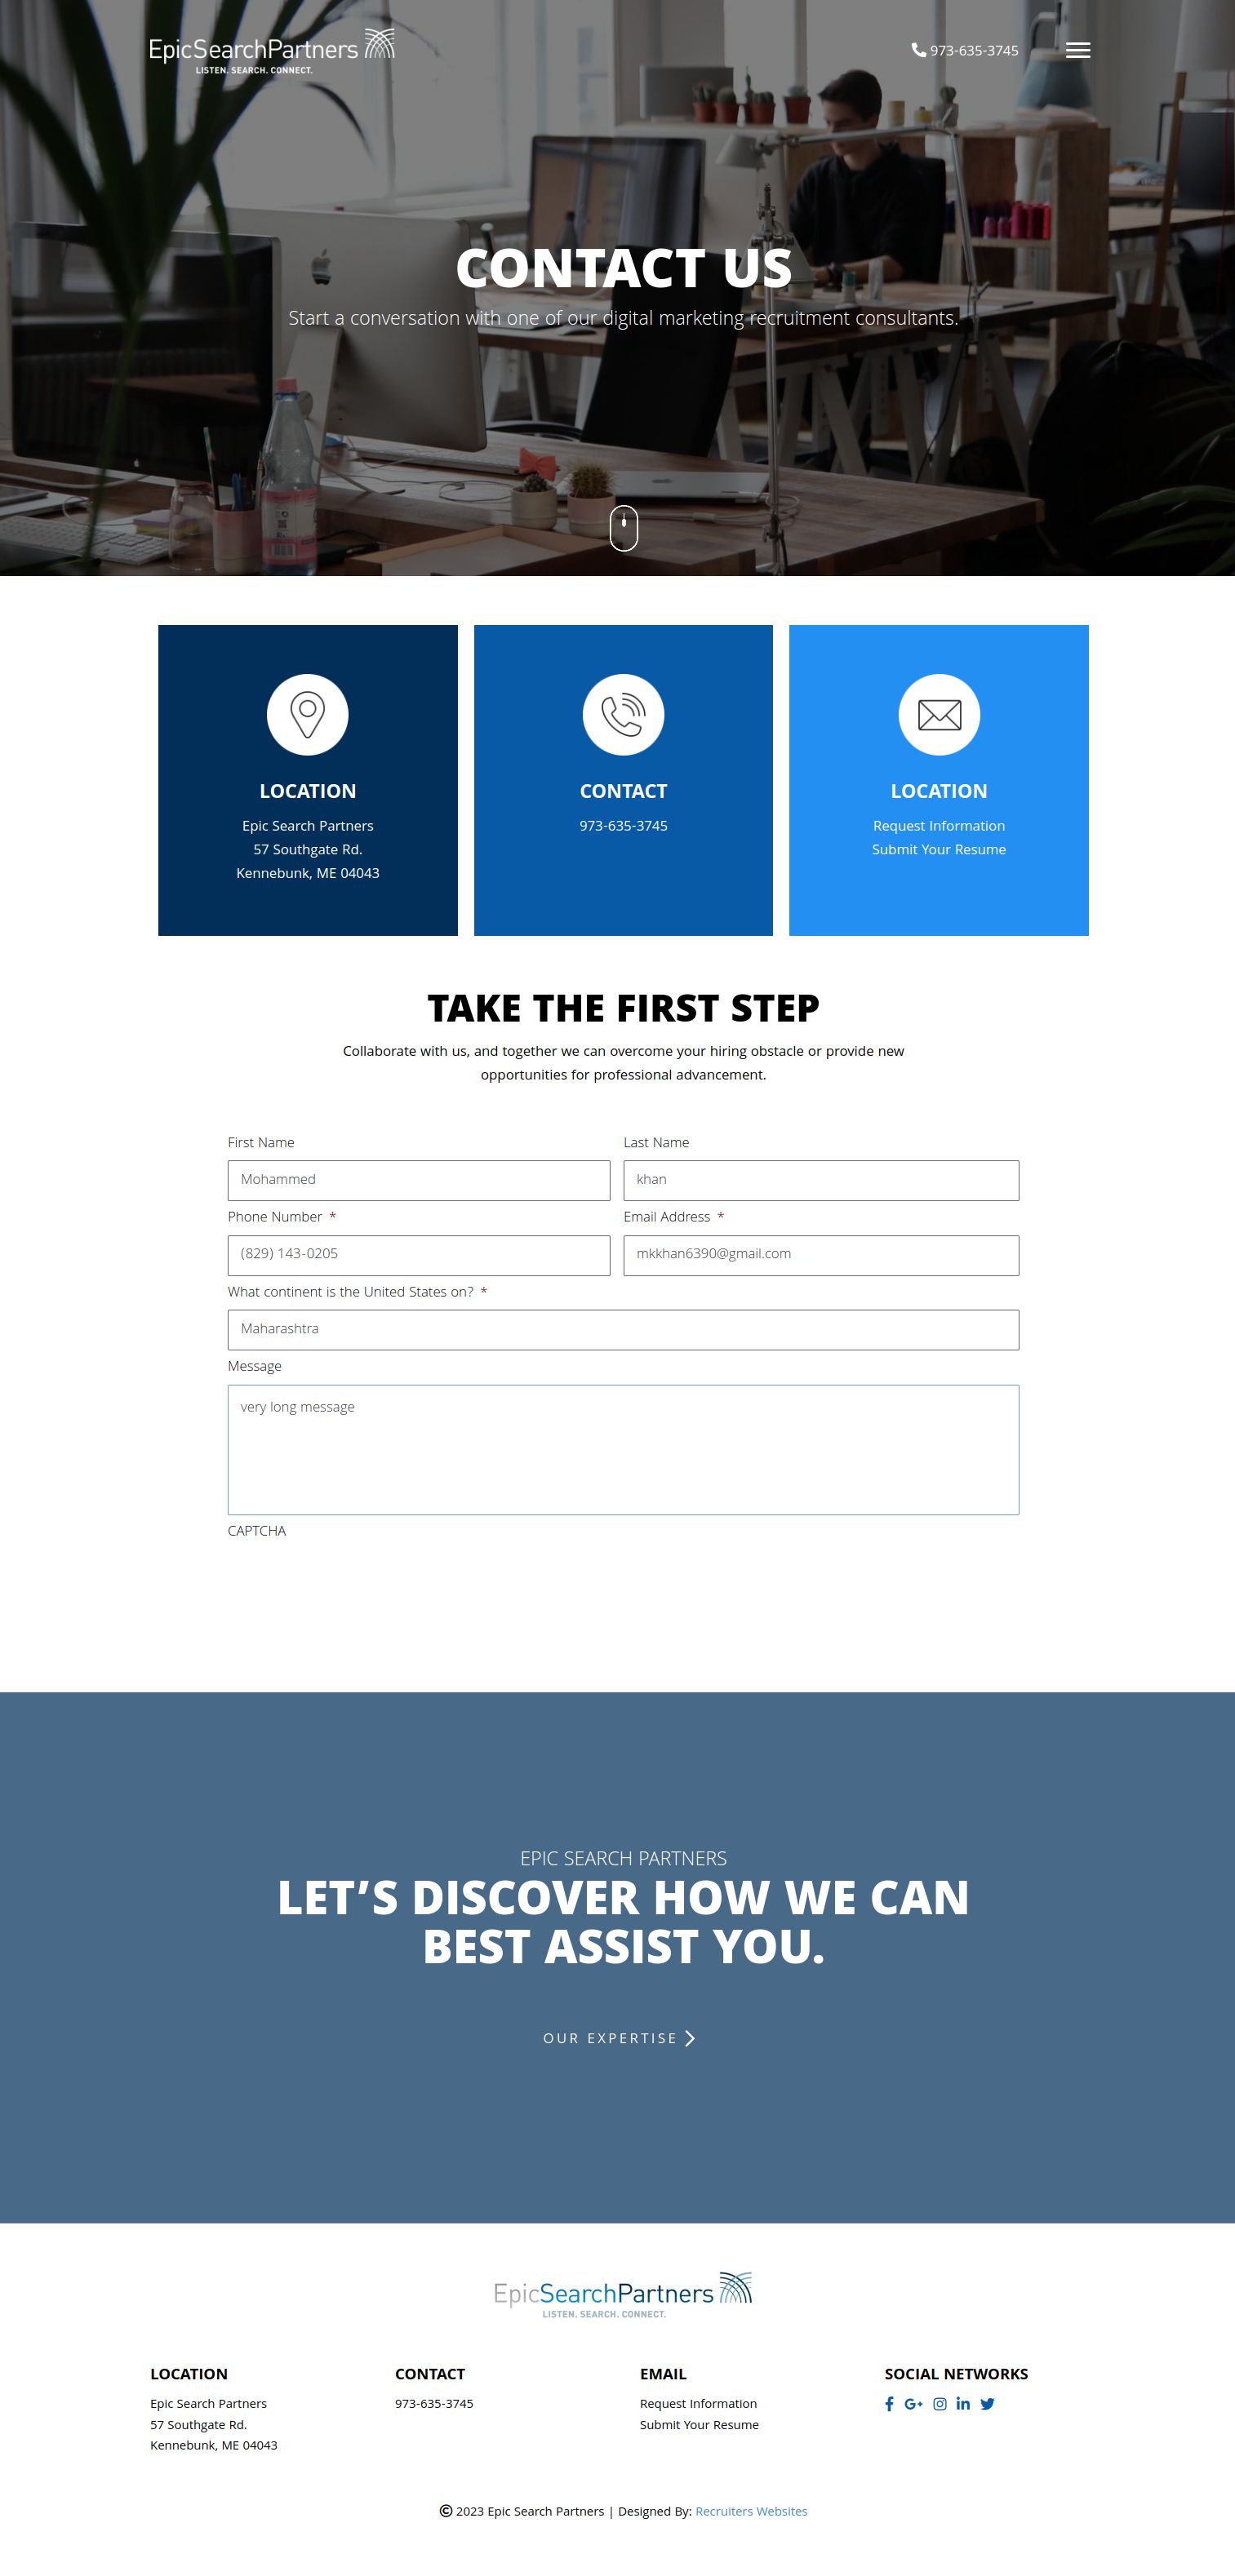 EpicSearchPartners
LISTEN. SEARCH. CONNECT.
973-635-3745
CONTACT US
Start a conversation with one of our digital marketing recruitment consultants.
LOCATION
Epic Search Partners
57 Southgate Rd.
Kennebunk, ME 04043
CONTACT
973-635-3745
LOCATION
Request Information
Submit Your Resume
TAKE THE FIRST STEP
Collaborate with us, and together we can overcome your hiring obstacle or provide new
opportunities for professional advancement.
First Name
Last Name
Mohammed
khan
Phone Number *
Email Address *
(829) 143-0205
mkkhan6390@gmail.com
What continent is the United States on? *
Maharashtra
Message
very long message
CAPTCHA
EPIC SEARCH PARTNERS
LET’S DISCOVER HOW WE CAN
BEST ASSIST YOU.
OUR EXPERTISE
EpicSearchPartners
LISTEN. SEARCH. CONNECT.
LOCATION
Epic Search Partners
57 Southgate Rd.
Kennebunk, ME 04043
CONTACT
973-635-3745
EMAIL
Request Information
Submit Your Resume
SOCIAL NETWORKS
© 2023 Epic Search Partners | Designed By: Recruiters Websites